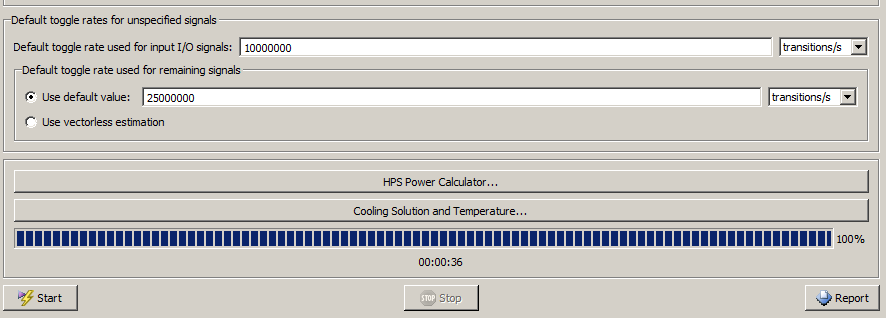 Default toggle rates for unspecified signals
Default toggle rate used for input I/O signals: 10000000 transitions/s
Default toggle rate used for remaining signals
Use default value: 25000000 transitions/s
Use vectorless estimation
HPS Power Calculator...
Cooling Solution and Temperature...
100%
00:00:36
Start STOP Stop Report